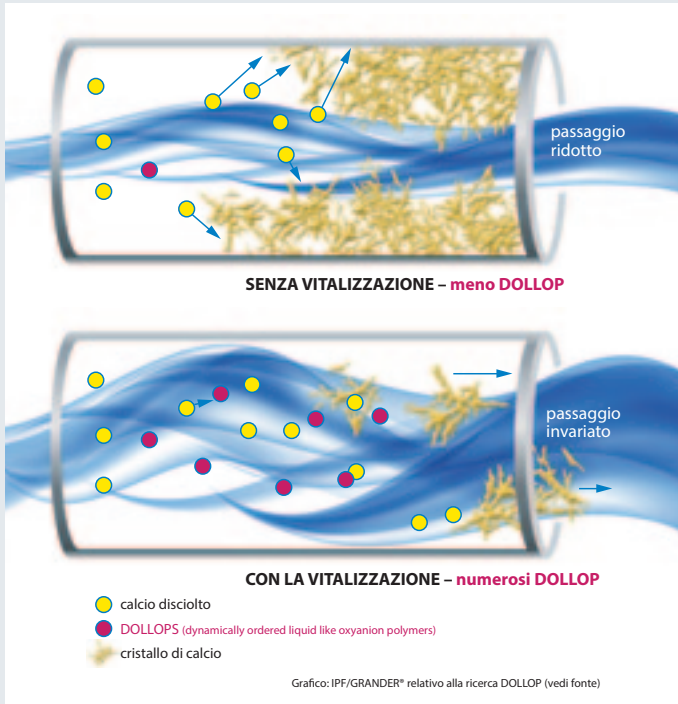 passaggio
ridotto
SENZA VITALIZZAZIONE – meno DOLLOP
passaggio
invariato
CON LA VITALIZZAZIONE – numerosi DOLLOP
calcio disciolto
DOLLOPS (dynamically ordered liquid like oxyanion polymers)
cristallo di calcio
Grafico: IPF/GRANDER® relativo alla ricerca DOLLOP (vedi fonte)